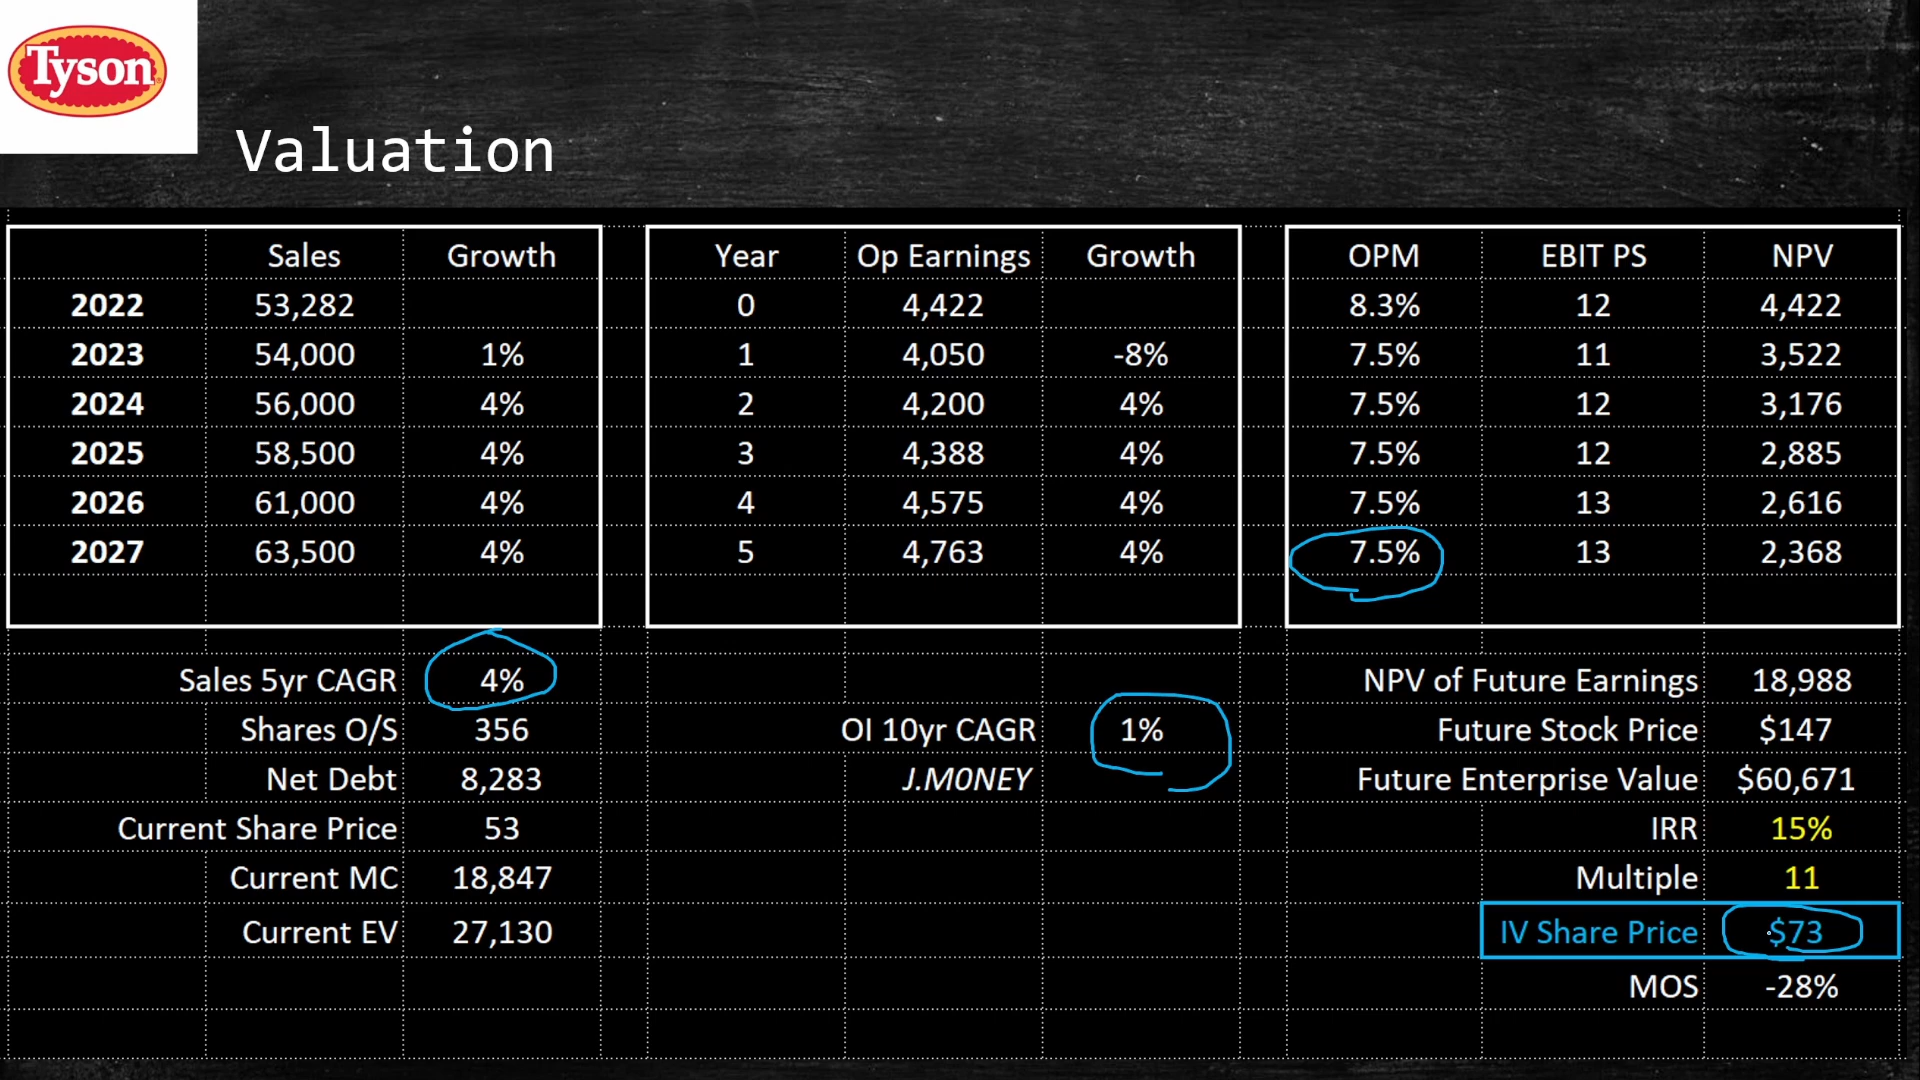 Tyson
Valuation
Sales Growth Year Op Earnings Growth OPM EBIT PS NPV
2022 53,282 0 4,422 8.3% 12 4,422
2023 54,000 1% 1 4,050 -8% 7.5% 11 3,522
2024 56,000 4% 2 4,200 4% 7.5% 12 3,176
2025 58,500 4% 3 4,388 4% 7.5% 12 2,885
2026 61,000 4% 4 4,575 4% 7.5% 13 2,616
2027 63,500 4% 5 4,763 4% 7.5% 13 2,368
Sales 5yr CAGR 4% NPV of Future Earnings 18,988
Shares O/S 356 OI 10yr CAGR 1% Future Stock Price $147
Net Debt 8,283 J.M0NEY Future Enterprise Value $60,671
Current Share Price 53 IRR 15%
Current MC 18,847 Multiple 11
Current EV 27,130 IV Share Price $73
MOS -28%